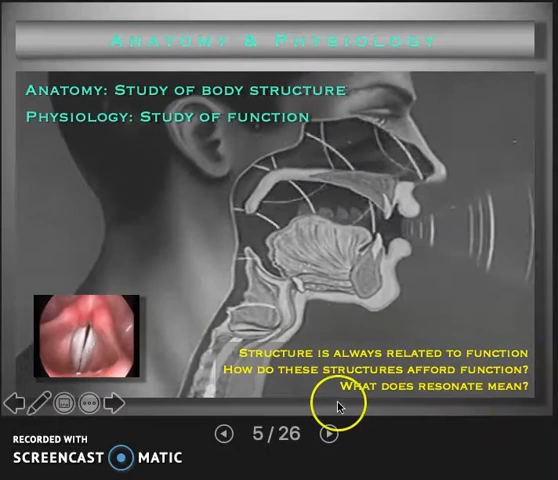 ANATOMY & PHYSIOLOGY
ANATOMY: STUDY OF BODY STRUCTURE
PHYSIOLOGY: STUDY OF FUNCTION
STRUCTURE IS ALWAYS RELATED TO FUNCTION
HOW DO THESE STRUCTURES AFFORD FUNCTION?
WHAT DOES RESONATE MEAN?
5 / 26
RECORDED WITH
SCREENCAST MATIC